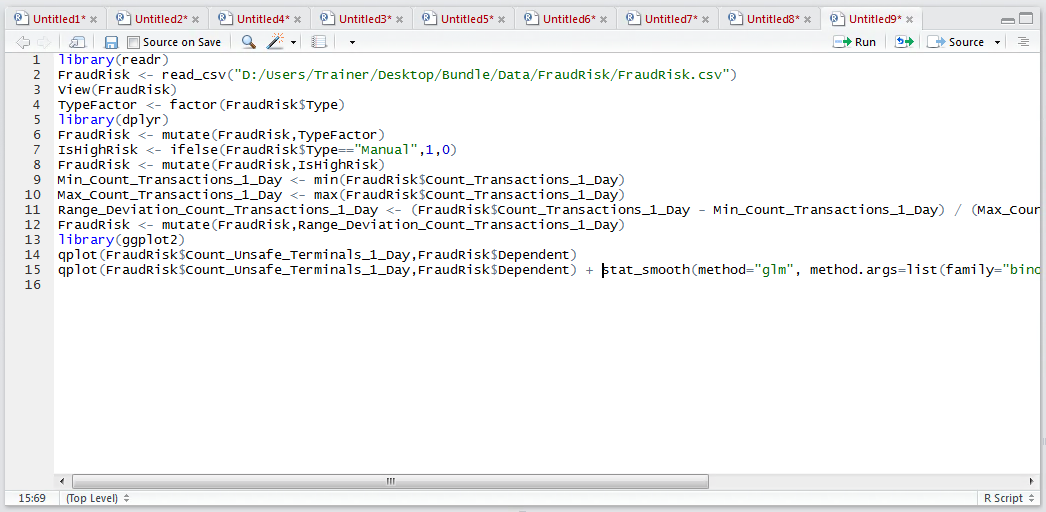 Untitled1* Untitled2* Untitled4* Untitled3* Untitled5* Untitled6* Untitled7* Untitled8* Untitled9*
Source on Save Run Source
1 library(readr)
2 FraudRisk <- read_csv("D:/Users/Trainer/Desktop/Bundle/Data/FraudRisk/FraudRisk.csv")
3 View(FraudRisk)
4 TypeFactor <- factor(FraudRisk$Type)
5 library(dplyr)
6 FraudRisk <- mutate(FraudRisk,TypeFactor)
7 IsHighRisk <- ifelse(FraudRisk$Type=="Manual",1,0)
8 FraudRisk <- mutate(FraudRisk,IsHighRisk)
9 Min_Count_Transactions_1_Day <- min(FraudRisk$Count_Transactions_1_Day)
10 Max_Count_Transactions_1_Day <- max(FraudRisk$Count_Transactions_1_Day)
11 Range_Deviation_Count_Transactions_1_Day <- (FraudRisk$Count_Transactions_1_Day - Min_Count_Transactions_1_Day) / (Max_Cou
12 FraudRisk <- mutate(FraudRisk,Range_Deviation_Count_Transactions_1_Day)
13 library(ggplot2)
14 qplot(FraudRisk$Count_Unsafe_Terminals_1_Day,FraudRisk$Dependent)
15 qplot(FraudRisk$Count_Unsafe_Terminals_1_Day,FraudRisk$Dependent) + stat_smooth(method="glm", method.args=list(family="bino
16
15:69 (Top Level) R Script